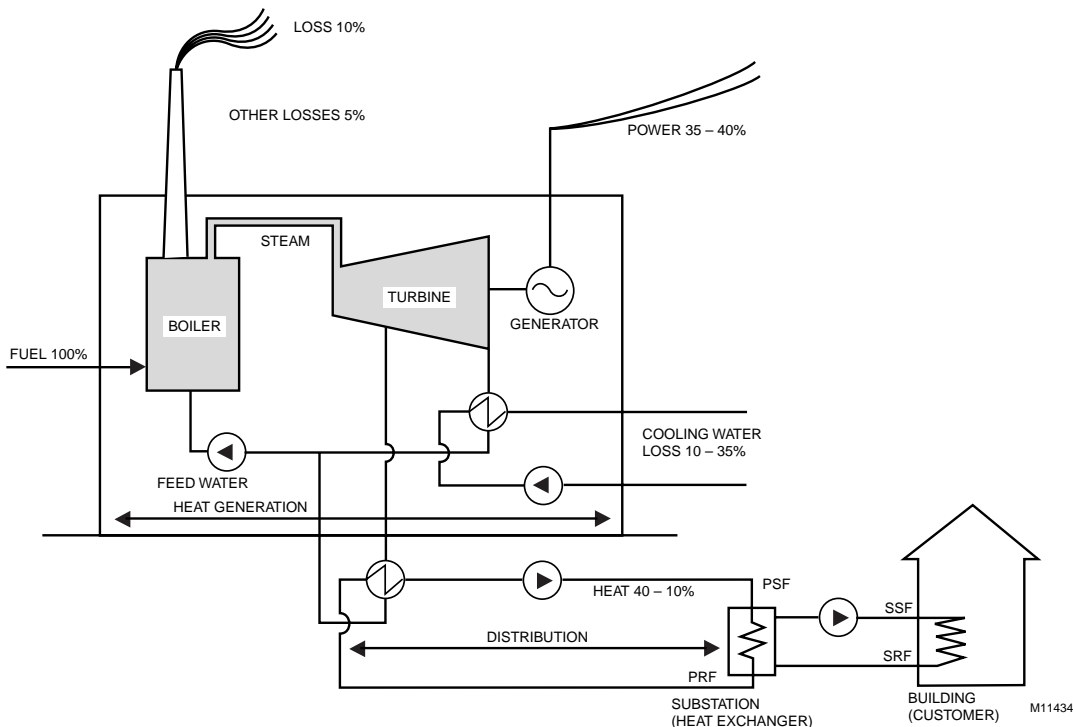 LOSS 10%
OTHER LOSSES 5%
POWER 35 – 40%
STEAM
TURBINE
GENERATOR
BOILER
FUEL 100%
COOLING WATER
LOSS 10 – 35%
FEED WATER
HEAT GENERATION
HEAT 40 – 10%
PSF
SSF
DISTRIBUTION
SRF
PRF
SUBSTATION
(HEAT EXCHANGER)
BUILDING
(CUSTOMER)
M11434